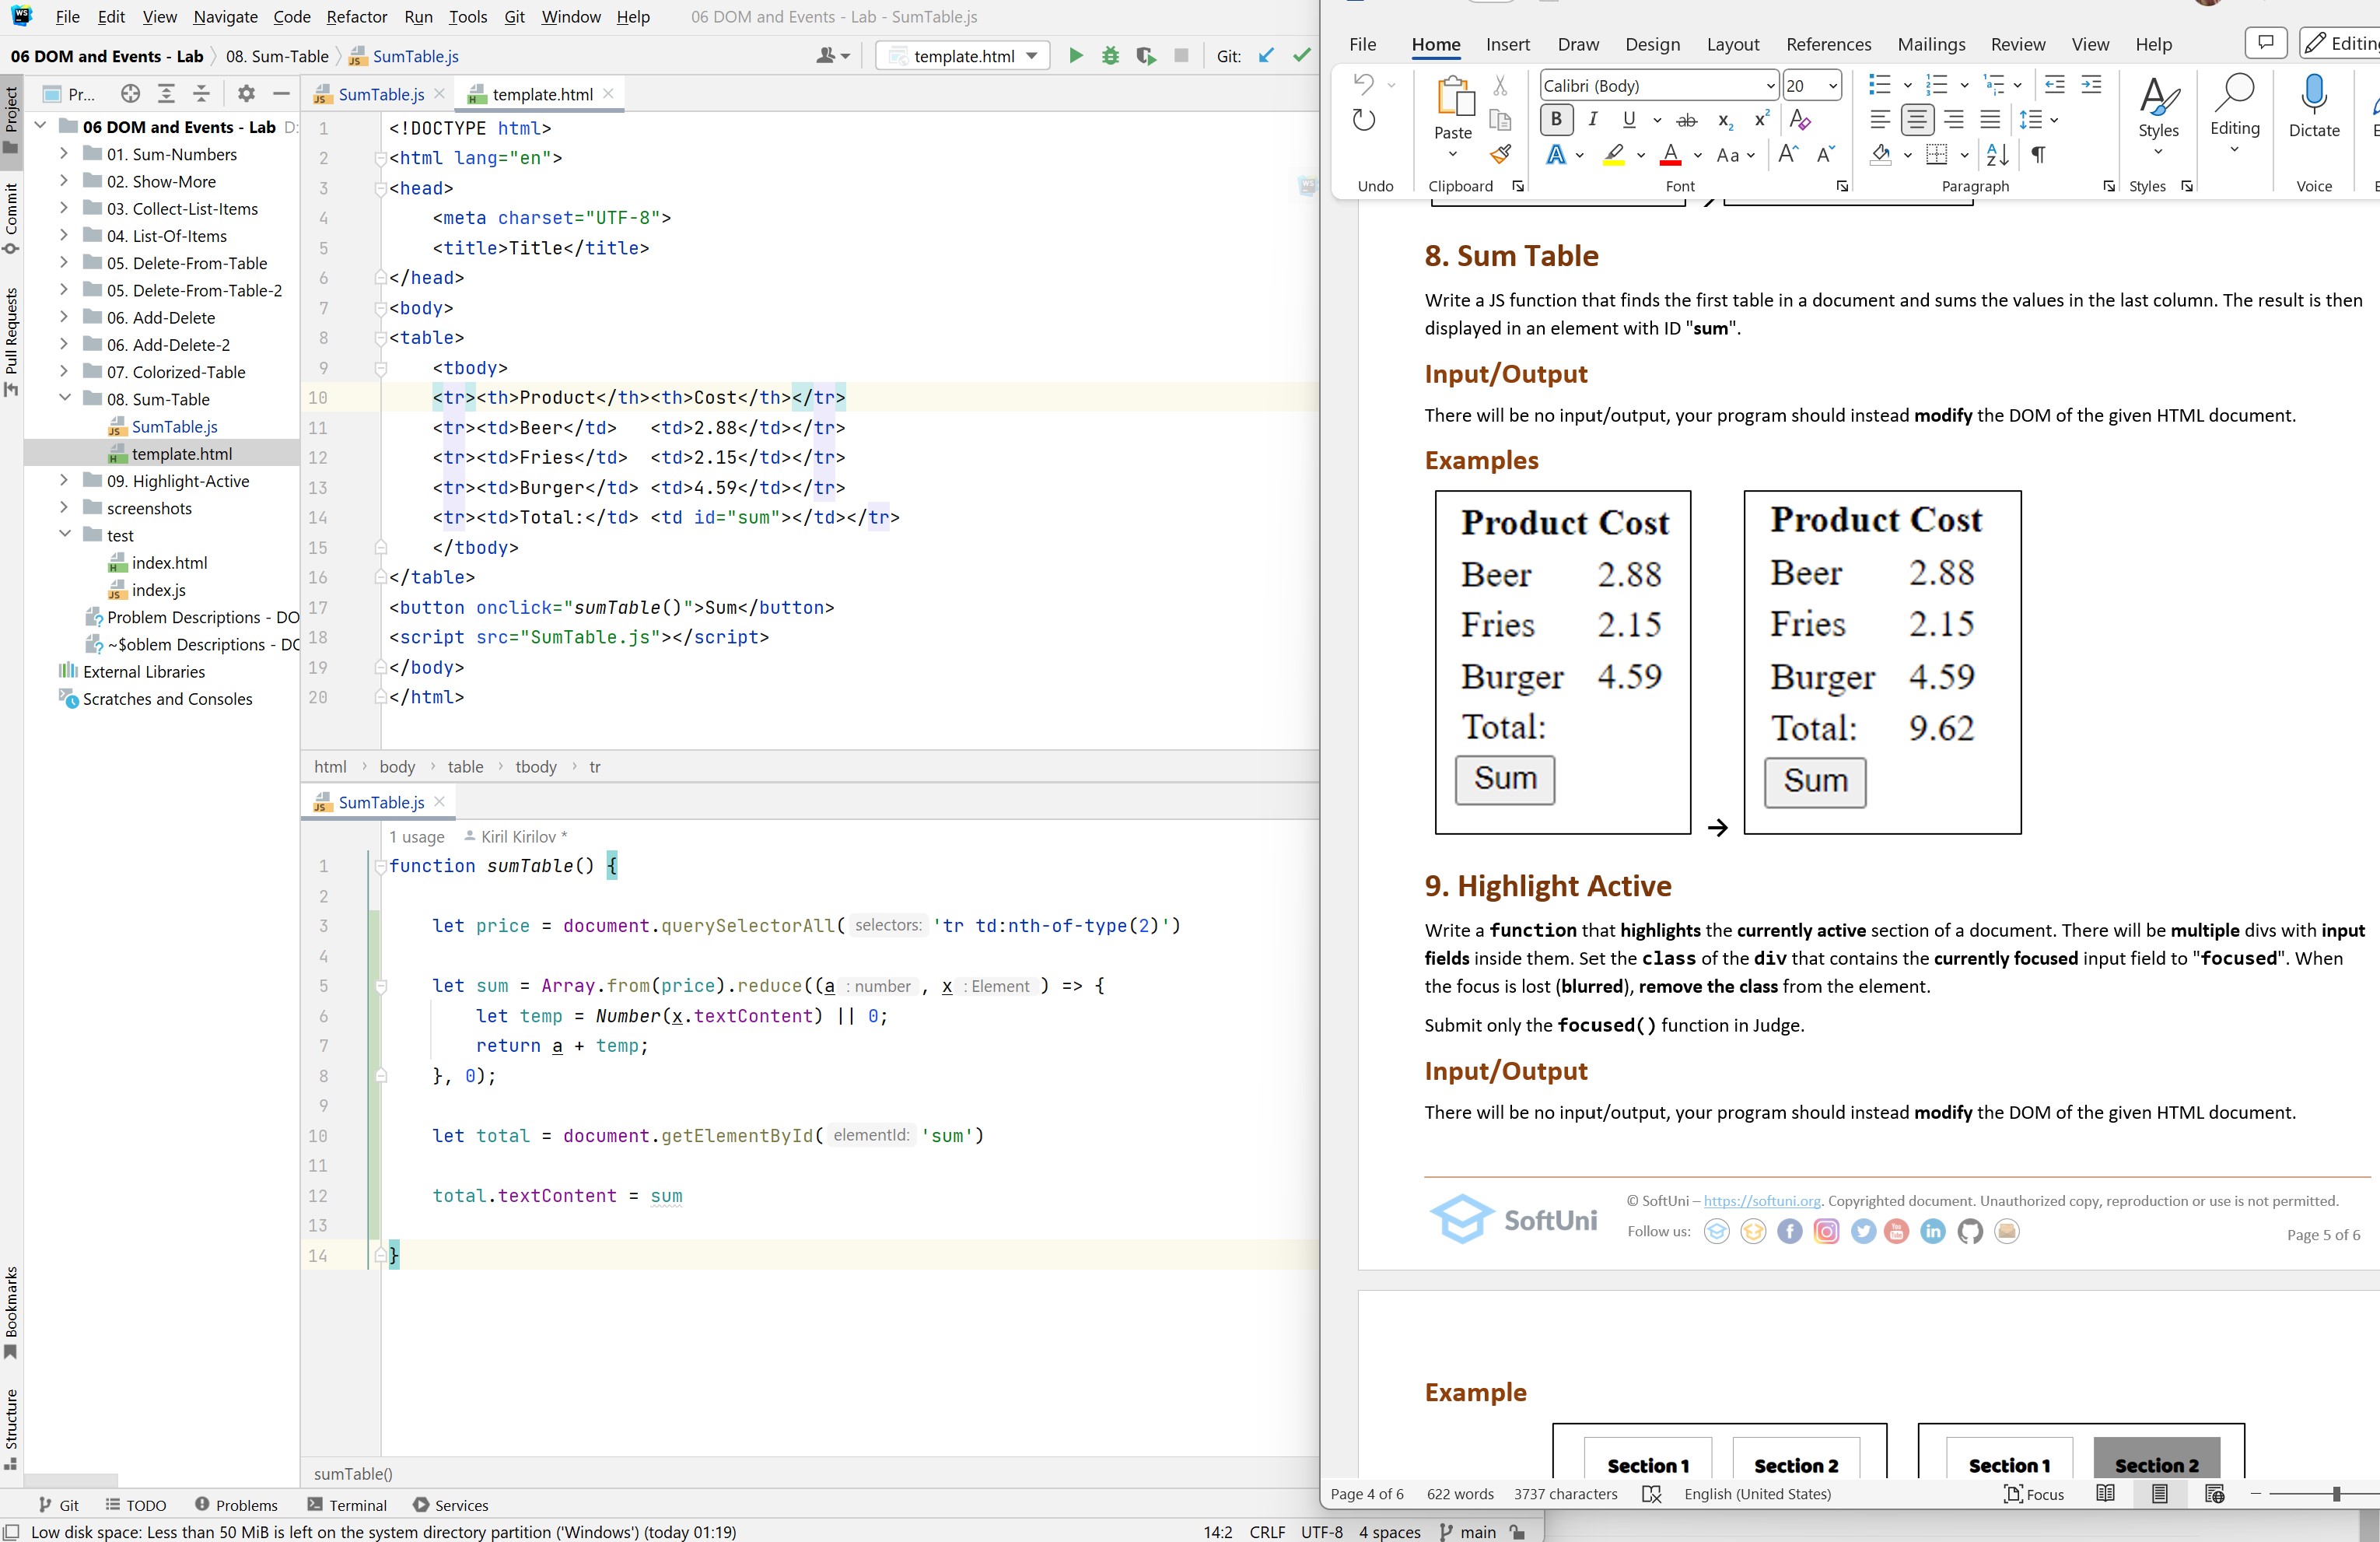 File Edit View Navigate Code Refactor Run Tools Git Window Help 06 DOM and Events - Lab - SumTable.js
06 DOM and Events - Lab 08. Sum-Table SumTable.js template.html Git:
Project
Commit
Pull Requests
Bookmarks
Structure
Pr...
06 DOM and Events - Lab D:
01. Sum-Numbers
02. Show-More
03. Collect-List-Items
04. List-Of-Items
05. Delete-From-Table
05. Delete-From-Table-2
06. Add-Delete
06. Add-Delete-2
07. Colorized-Table
08. Sum-Table
SumTable.js
template.html
09. Highlight-Active
screenshots
test
index.html
index.js
Problem Descriptions - DO
~$oblem Descriptions - DO
External Libraries
Scratches and Consoles
SumTable.js template.html
1 <!DOCTYPE html>
2 <html lang="en">
3 <head>
4 <meta charset="UTF-8">
5 <title>Title</title>
6 </head>
7 <body>
8 <table>
9 <tbody>
10 <tr><th>Product</th><th>Cost</th></tr>
11 <tr><td>Beer</td> <td>2.88</td></tr>
12 <tr><td>Fries</td> <td>2.15</td></tr>
13 <tr><td>Burger</td> <td>4.59</td></tr>
14 <tr><td>Total:</td> <td id="sum"></td></tr>
15 </tbody>
16 </table>
17 <button onclick="sumTable()">Sum</button>
18 <script src="SumTable.js"></script>
19 </body>
20 </html>
html body table tbody tr
SumTable.js
1 usage Kiril Kirilov *
1 function sumTable() {
2
3 let price = document.querySelectorAll( selectors: 'tr td:nth-of-type(2)')
4
5 let sum = Array.from(price).reduce((a : number , x : Element ) => {
6 let temp = Number(x.textContent) || 0;
7 return a + temp;
8 }, 0);
9
10 let total = document.getElementById( elementId: 'sum')
11
12 total.textContent = sum
13
14 }
sumTable()
Git TODO Problems Terminal Services
Low disk space: Less than 50 MiB is left on the system directory partition ('Windows') (today 01:19) 14:2 CRLF UTF-8 4 spaces main
File Home Insert Draw Design Layout References Mailings Review View Help Editing
Calibri (Body) 20
Paste
B I U ab x2 x2 A
A A Aa A A
Styles Editing Dictate
Undo Clipboard Font Paragraph Styles Voice
8. Sum Table
Write a JS function that finds the first table in a document and sums the values in the last column. The result is then
displayed in an element with ID "sum".
Input/Output
There will be no input/output, your program should instead modify the DOM of the given HTML document.
Examples
Product Cost
Beer 2.88
Fries 2.15
Burger 4.59
Total:
Sum
→
Product Cost
Beer 2.88
Fries 2.15
Burger 4.59
Total: 9.62
Sum
9. Highlight Active
Write a function that highlights the currently active section of a document. There will be multiple divs with input
fields inside them. Set the class of the div that contains the currently focused input field to "focused". When
the focus is lost (blurred), remove the class from the element.
Submit only the focused() function in Judge.
Input/Output
There will be no input/output, your program should instead modify the DOM of the given HTML document.
SoftUni
© SoftUni – https://softuni.org. Copyrighted document. Unauthorized copy, reproduction or use is not permitted.
Follow us:
Page 5 of 6
Example
Section 1 Section 2 Section 1 Section 2
Page 4 of 6 622 words 3737 characters English (United States) Focus